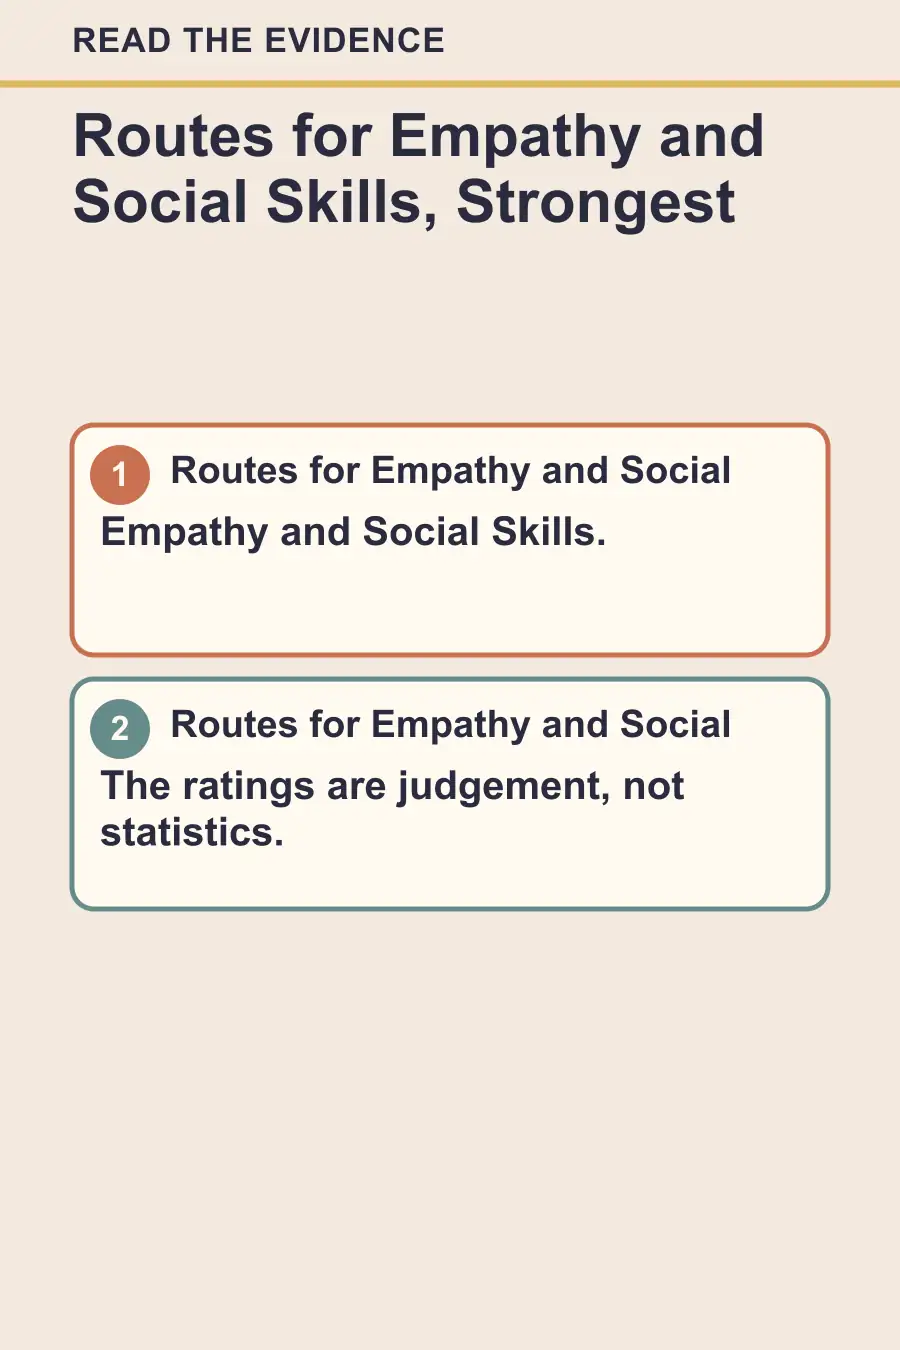 READ THE EVIDENCE
Routes for Empathy and
Social Skills, Strongest
1 Routes for Empathy and Social
Empathy and Social Skills.
2 Routes for Empathy and Social
The ratings are judgement, not
statistics.